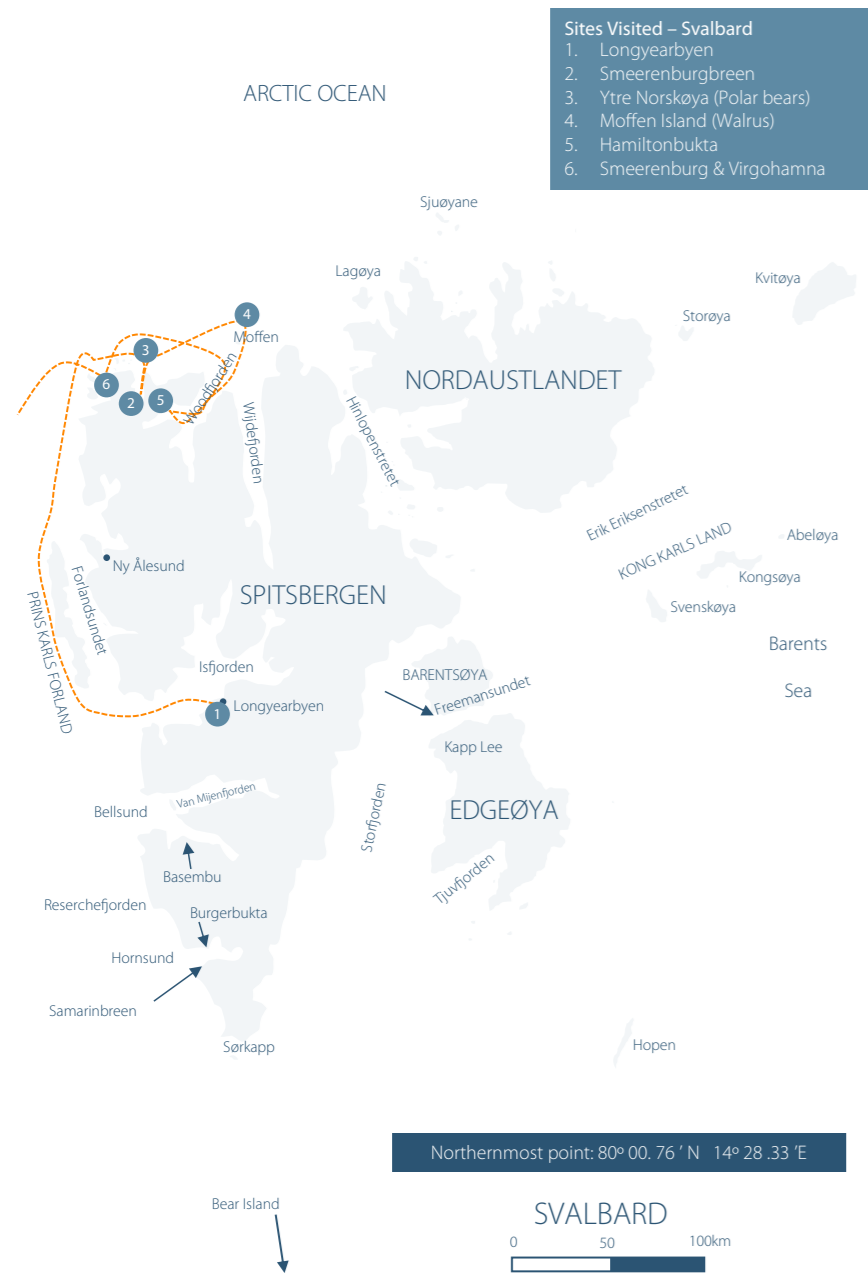 Sites Visited – Svalbard
1. Longyearbyen
2. Smeerenburgbreen
3. Ytre Norskøya (Polar bears)
4. Moffen Island (Walrus)
5. Hamiltonbukta
6. Smeerenburg & Virgohamna
ARCTIC OCEAN
Sjuøyane
Lagøya
Kvitøya
Storøya
4
Moffen
3
6
2
5
Woodfjorden
Wijdefjorden
NORDAUSTLANDET
Hinlopenstretet
Erik Eriksenstretet
KONG KARLS LAND
Abeløya
Kongsøya
Svenskøya
Ny Ålesund
Forlandsundet
PRINS KARLS FORLAND
SPITSBERGEN
Barents
Sea
Isfjorden
BARENTSØYA
Freemansundet
1
Longyearbyen
Kapp Lee
Van Mijenfjorden
Bellsund
EDGEØYA
Storfjorden
Tjuvfjorden
Basembu
Reserchefjorden
Burgerbukta
Hornsund
Samarinbreen
Sørkapp
Hopen
Northernmost point: 80º 00. 76 ’ N 14º 28 .33 ’E
Bear Island
SVALBARD
0 50 100km